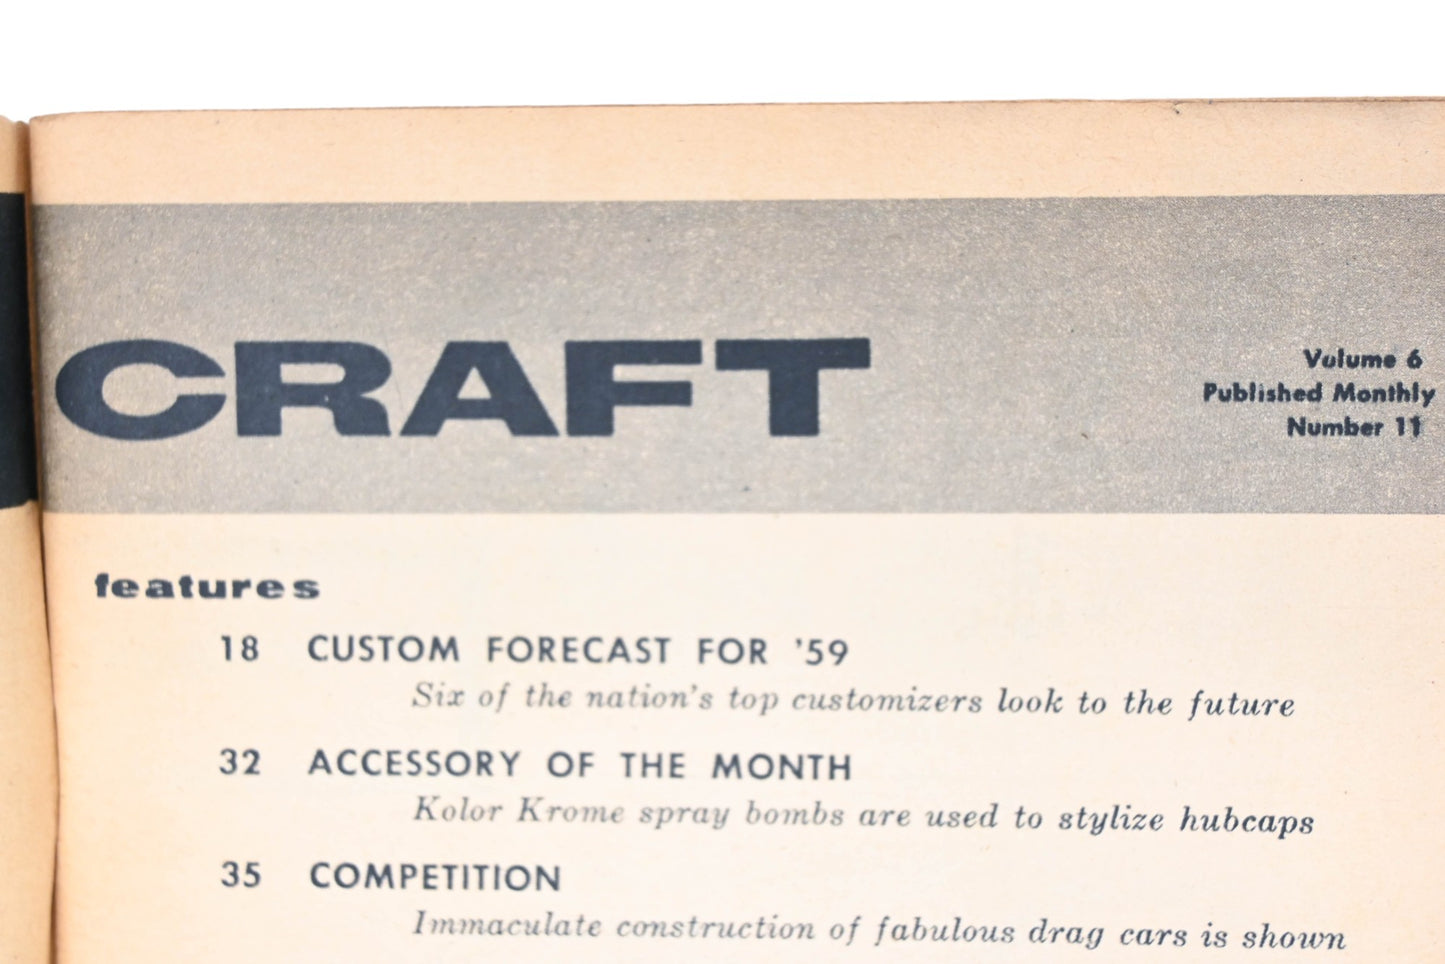 CRAFT
Volume 6
Published Monthly
Number 11
features
18 CUSTOM FORECAST FOR '59
Six of the nation's top customizers look to the future
32 ACCESSORY OF THE MONTH
Kolor Krome spray bombs are used to stylize hubcaps
35 COMPETITION
Immaculate construction of fabulous drag cars is shown